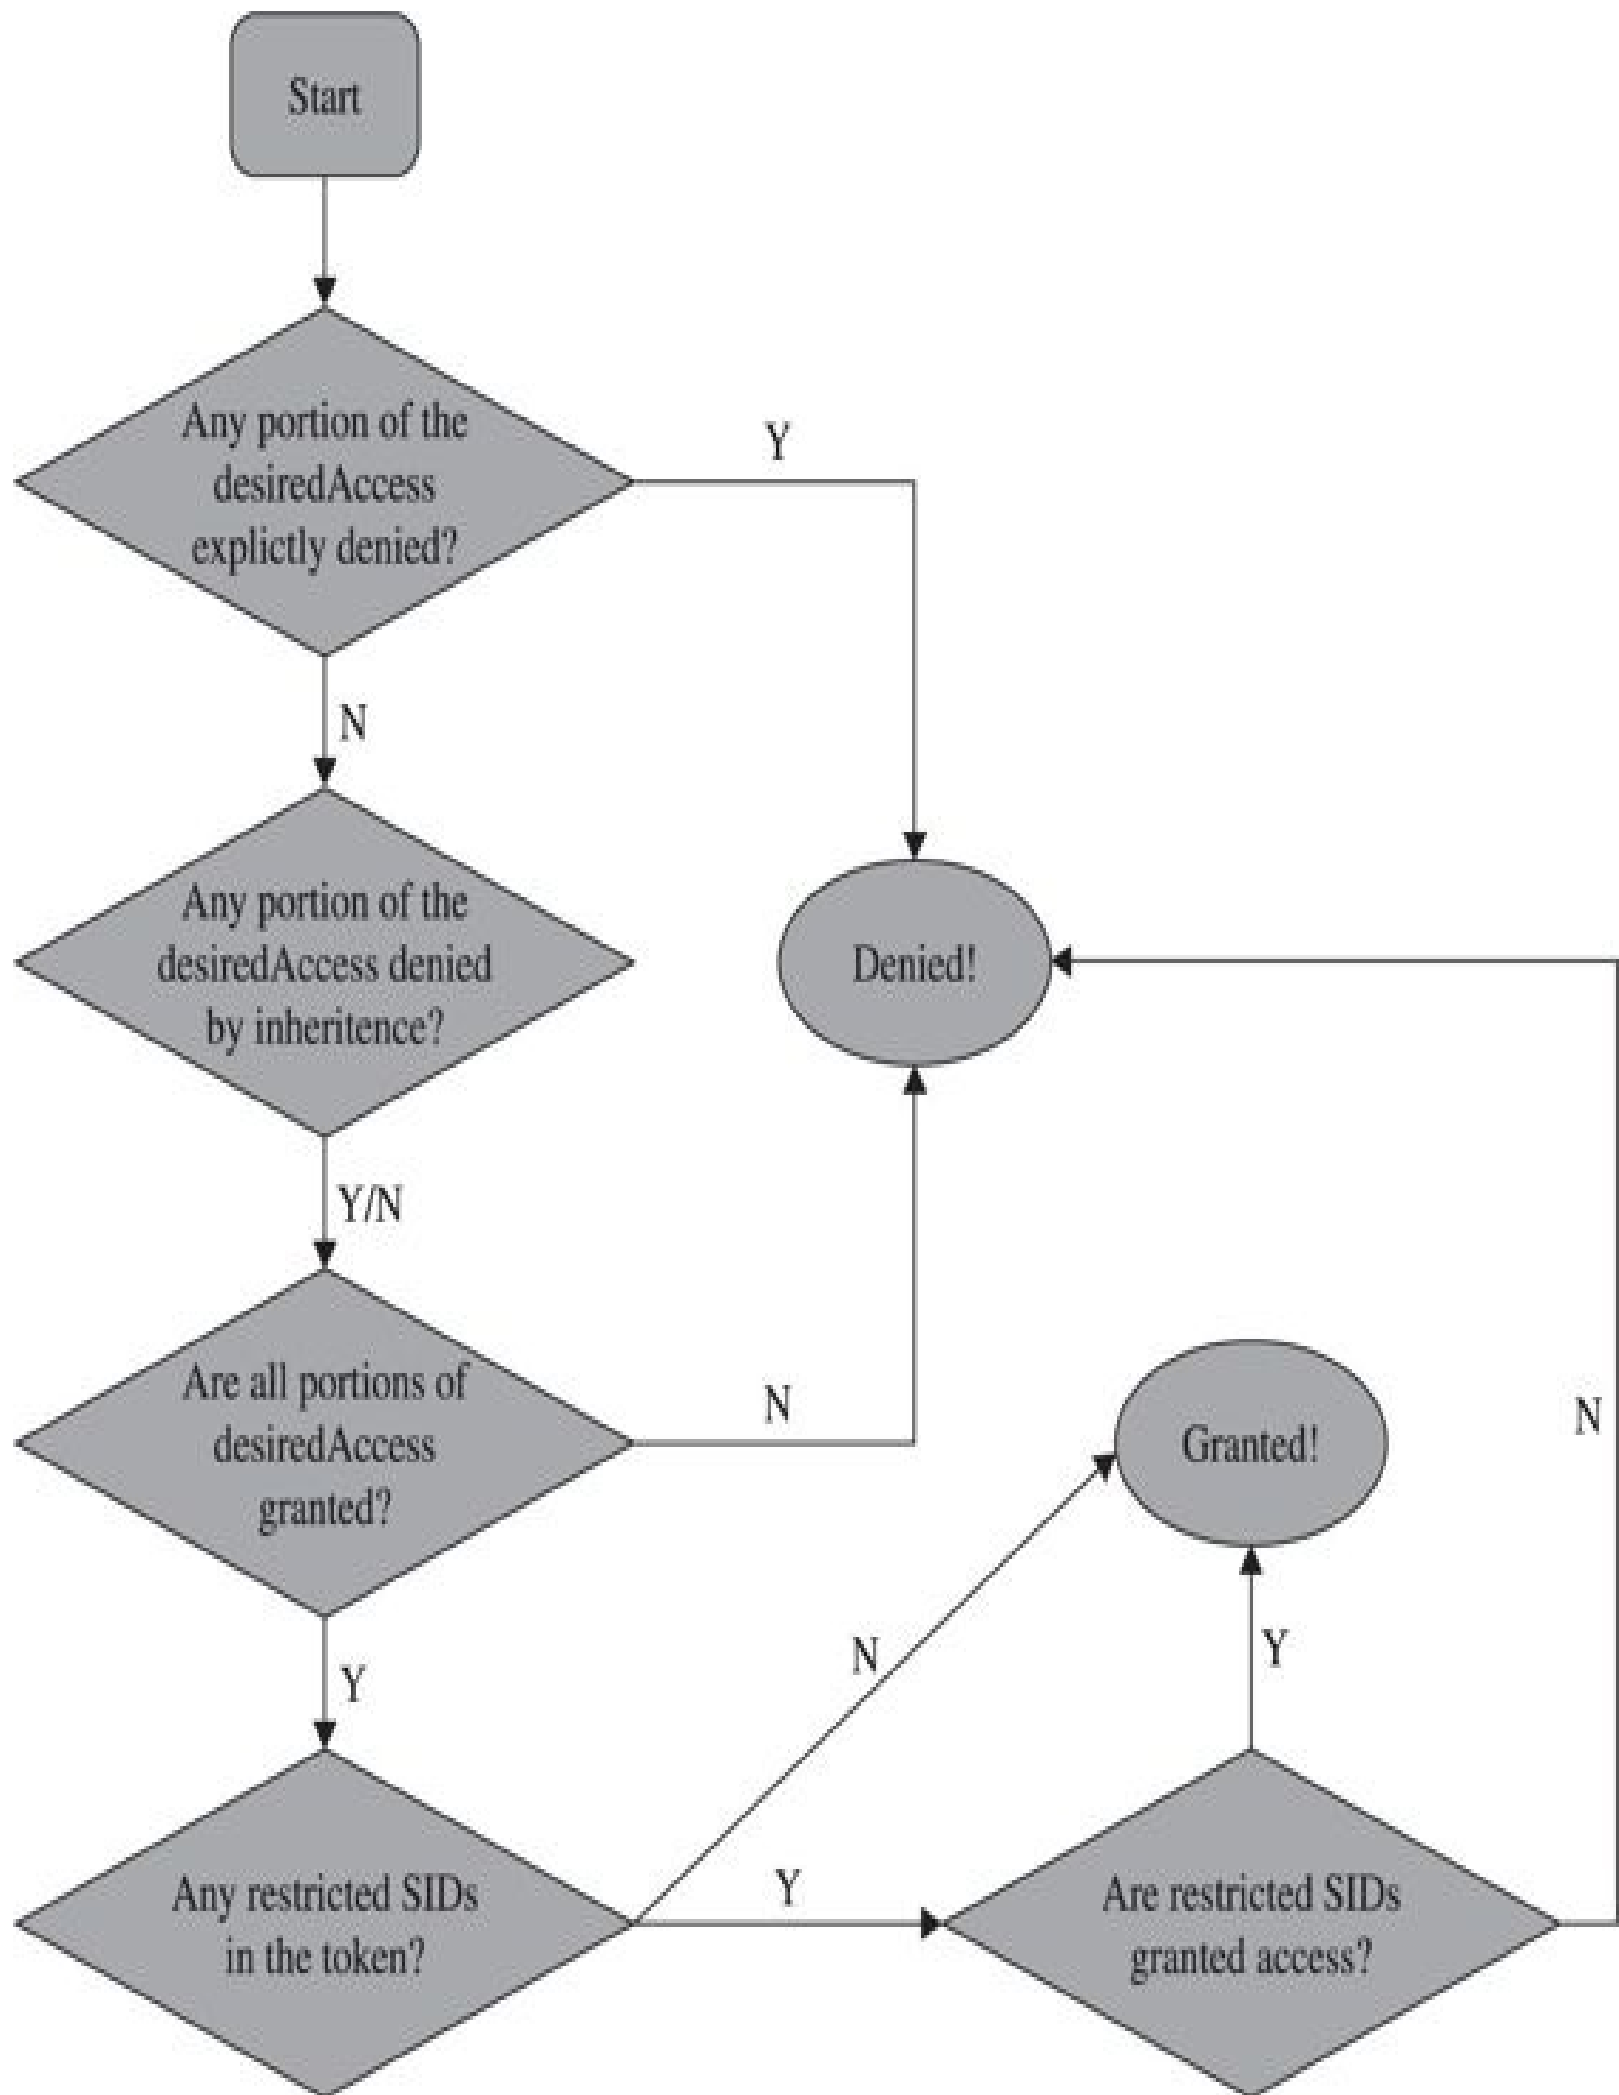 Start
Any portion of the
desiredAccess
explictly denied?
Y
N
Any portion of the
desiredAccess denied
by inheritence?
Denied!
Y/N
Are all portions of
desiredAccess
granted?
N
Granted!
N
N
Y
Y
Any restricted SIDs
in the token?
Y
Are restricted SIDs
granted access?